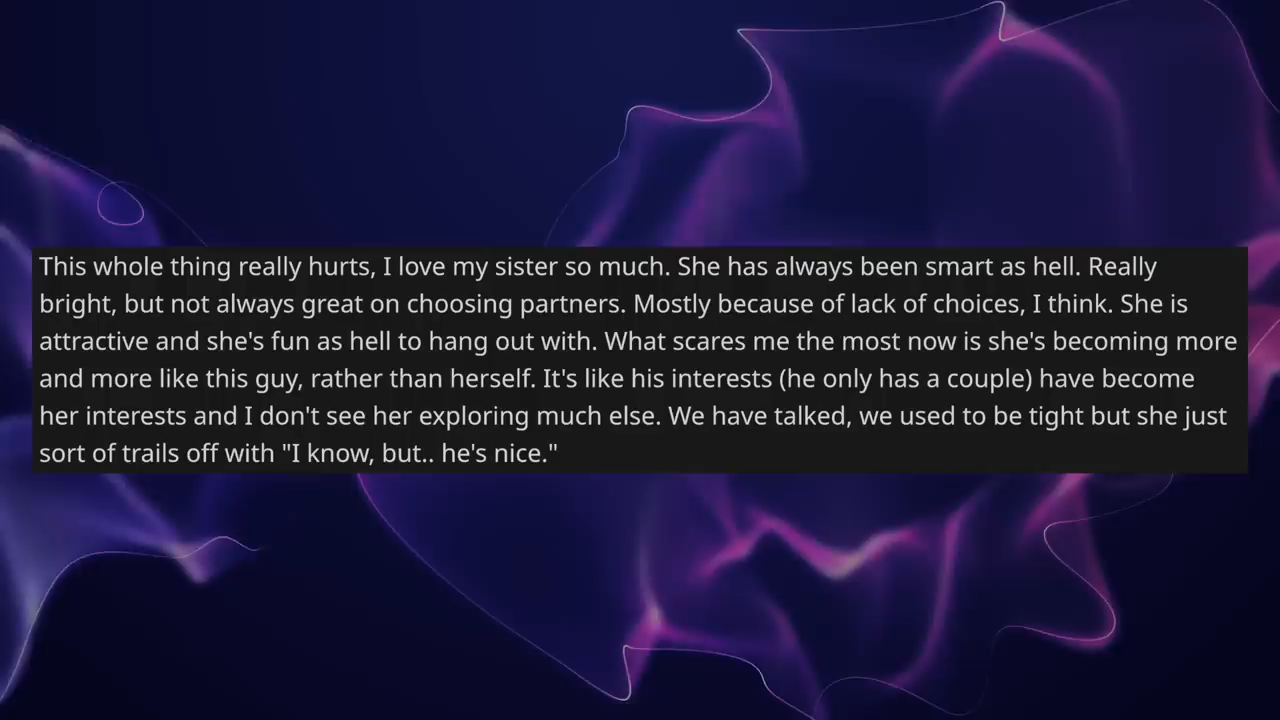 This whole thing really hurts, I love my sister so much. She has always been smart as hell. Really
bright, but not always great on choosing partners. Mostly because of lack of choices, I think. She is
attractive and she's fun as hell to hang out with. What scares me the most now is she's becoming more
and more like this guy, rather than herself. It's like his interests (he only has a couple) have become
her interests and I don't see her exploring much else. We have talked, we used to be tight but she just
sort of trails off with "I know, but.. he's nice."